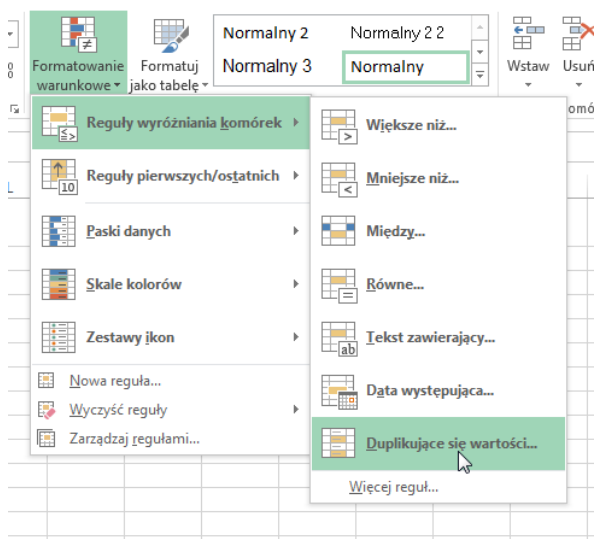 Normalny 2
Normalny 2 2
Normalny 3
Normalny
Formatowanie
warunkowe
Formatuj
jako tabelę
Wstaw
Usuń
Reguły wyróżniania komórek
Reguły pierwszych/ostatnich
10
Paski danych
Skale kolorów
Zestawy ikon
Nowa reguła...
Wyczyść reguły
Zarządzaj regułami...
Większe niż...
Mniejsze niż...
Między...
Równe...
Tekst zawierający...
ab
Data występująca...
Duplikujące się wartości...
Więcej reguł...